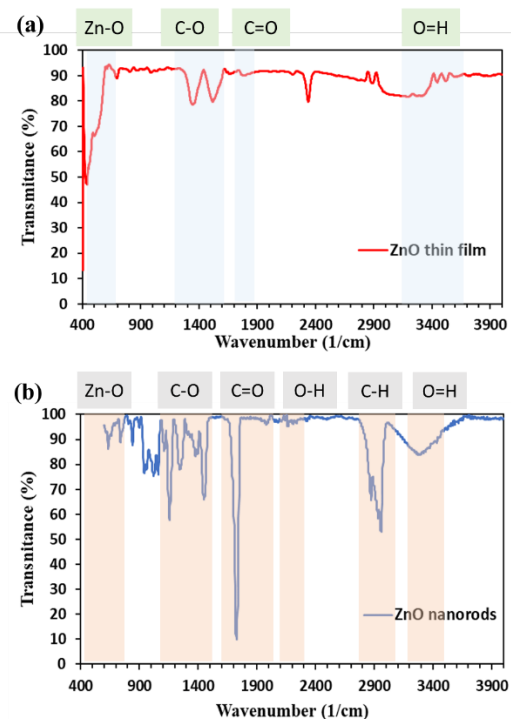 (a) Zn-O C-O C=O O=H
100
90
80
70
60
50
40
30
20
10
0
Transmitance (%)
ZnO thin film
400 900 1400 1900 2400 2900 3400 3900
Wavenumber (1/cm)
(b) Zn-O C-O C=O O-H C-H O=H
100
90
80
70
60
50
40
30
20
10
0
Transnitance (%)
ZnO nanorods
400 900 1400 1900 2400 2900 3400 3900
Wavenumber (1/cm)